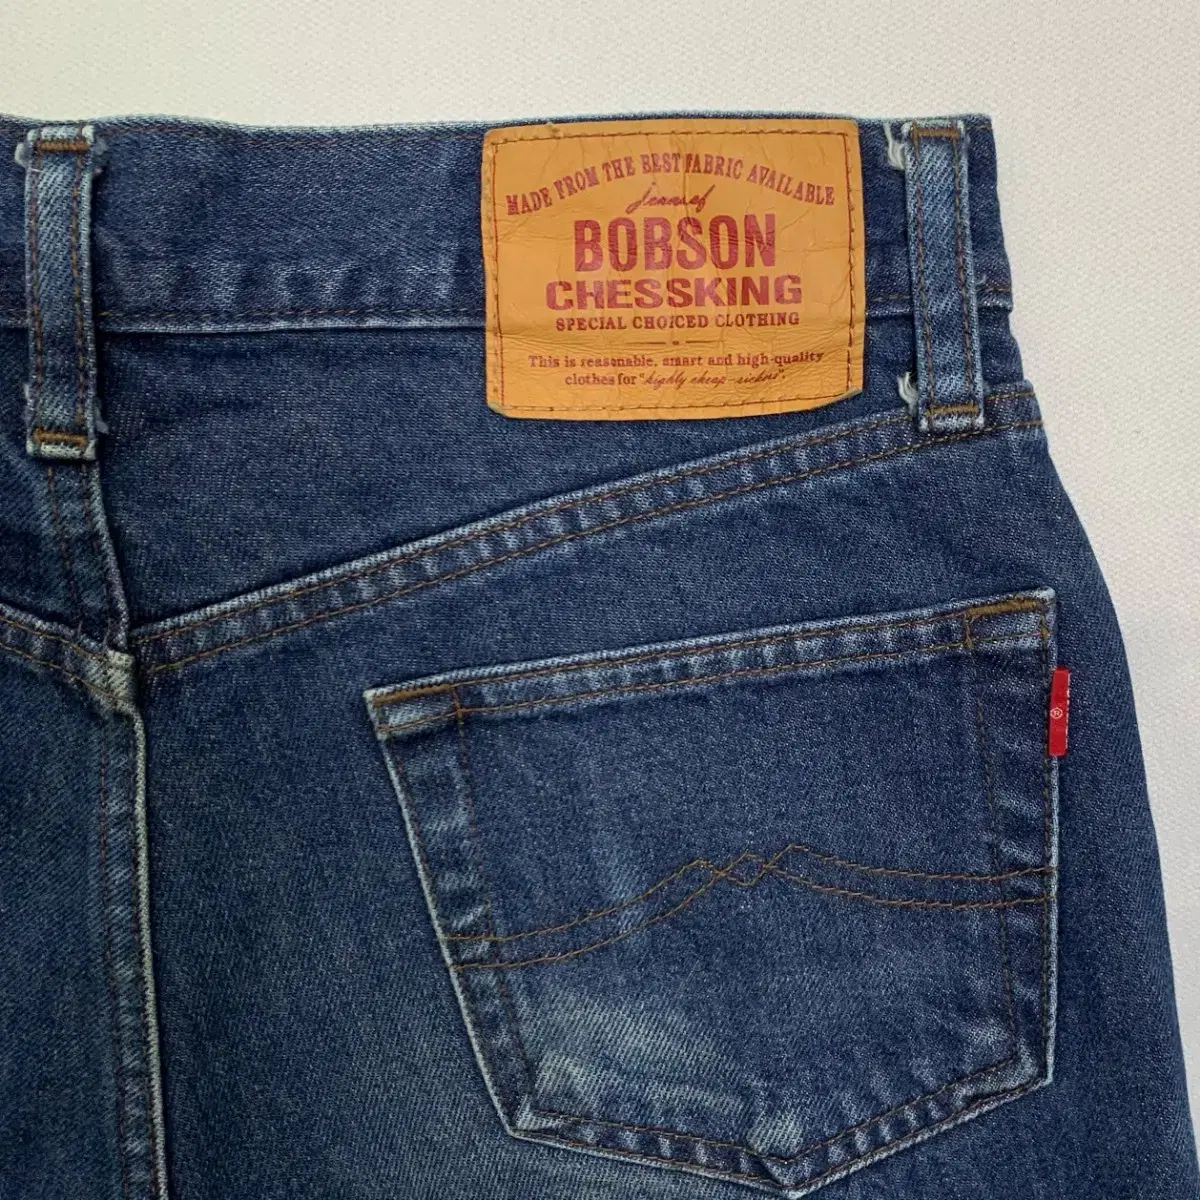 MADE FROM THE BEST FABRIC AVAILABLE
jeans of
BOBSON
CHESSKING
SPECIAL CHOICED CLOTHING
This is reasonable, smart and high-quality
clothes for "highly cheap-
®